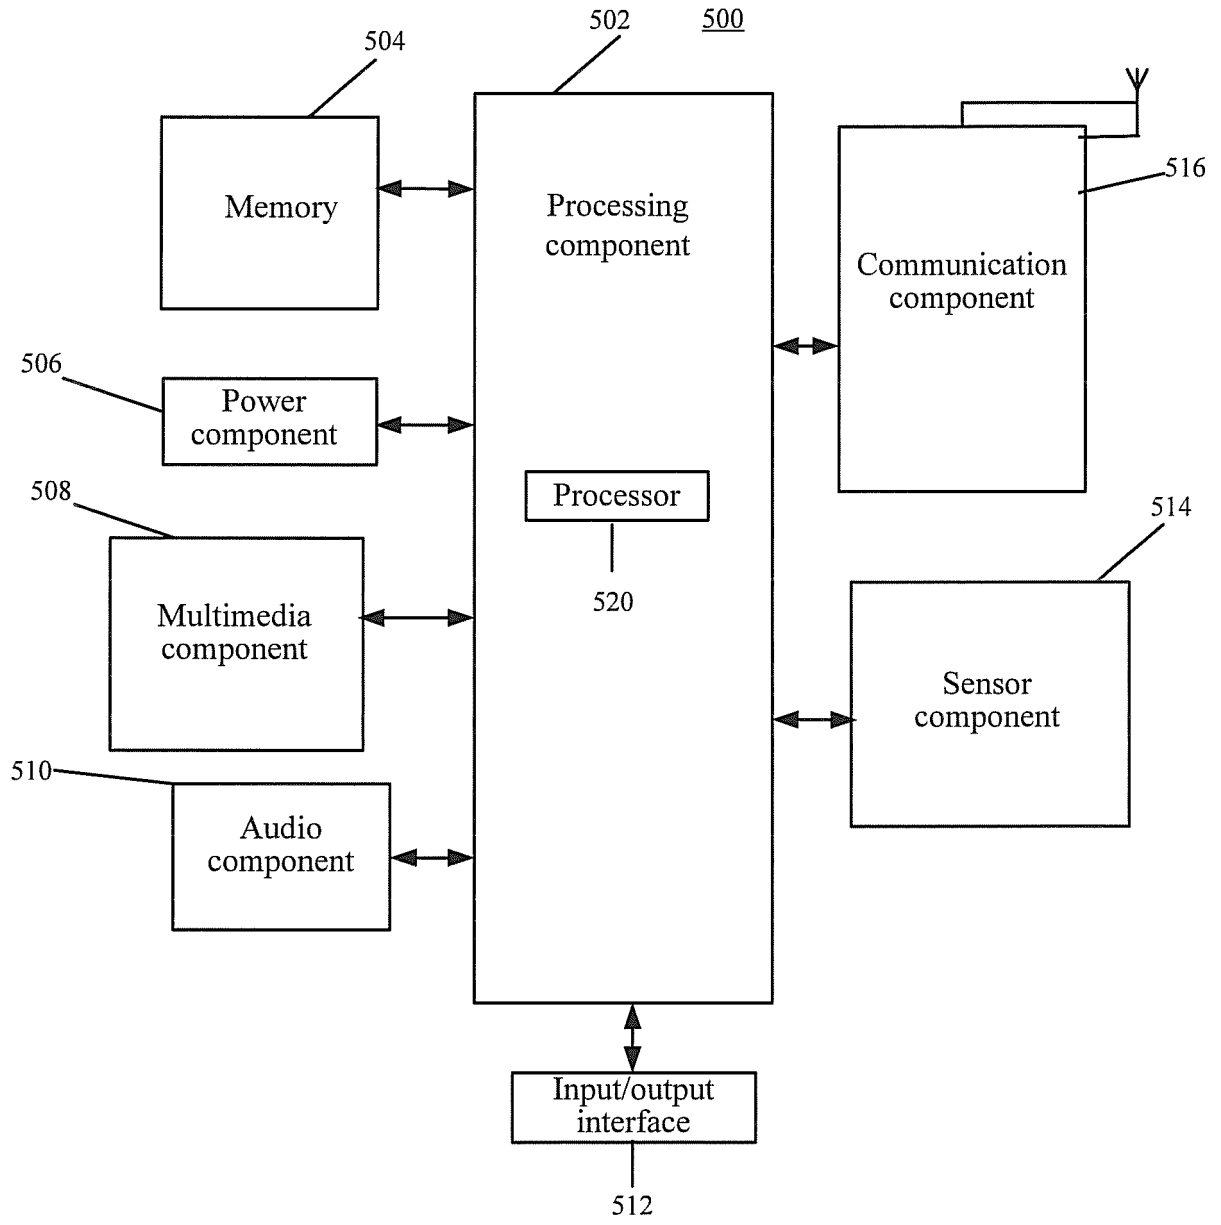 500
502
504
Memory
Processing
component
516
Communication
component
506
Power
component
508
Processor
520
514
Multimedia
component
Sensor
component
510
Audio
component
Input/output
interface
512